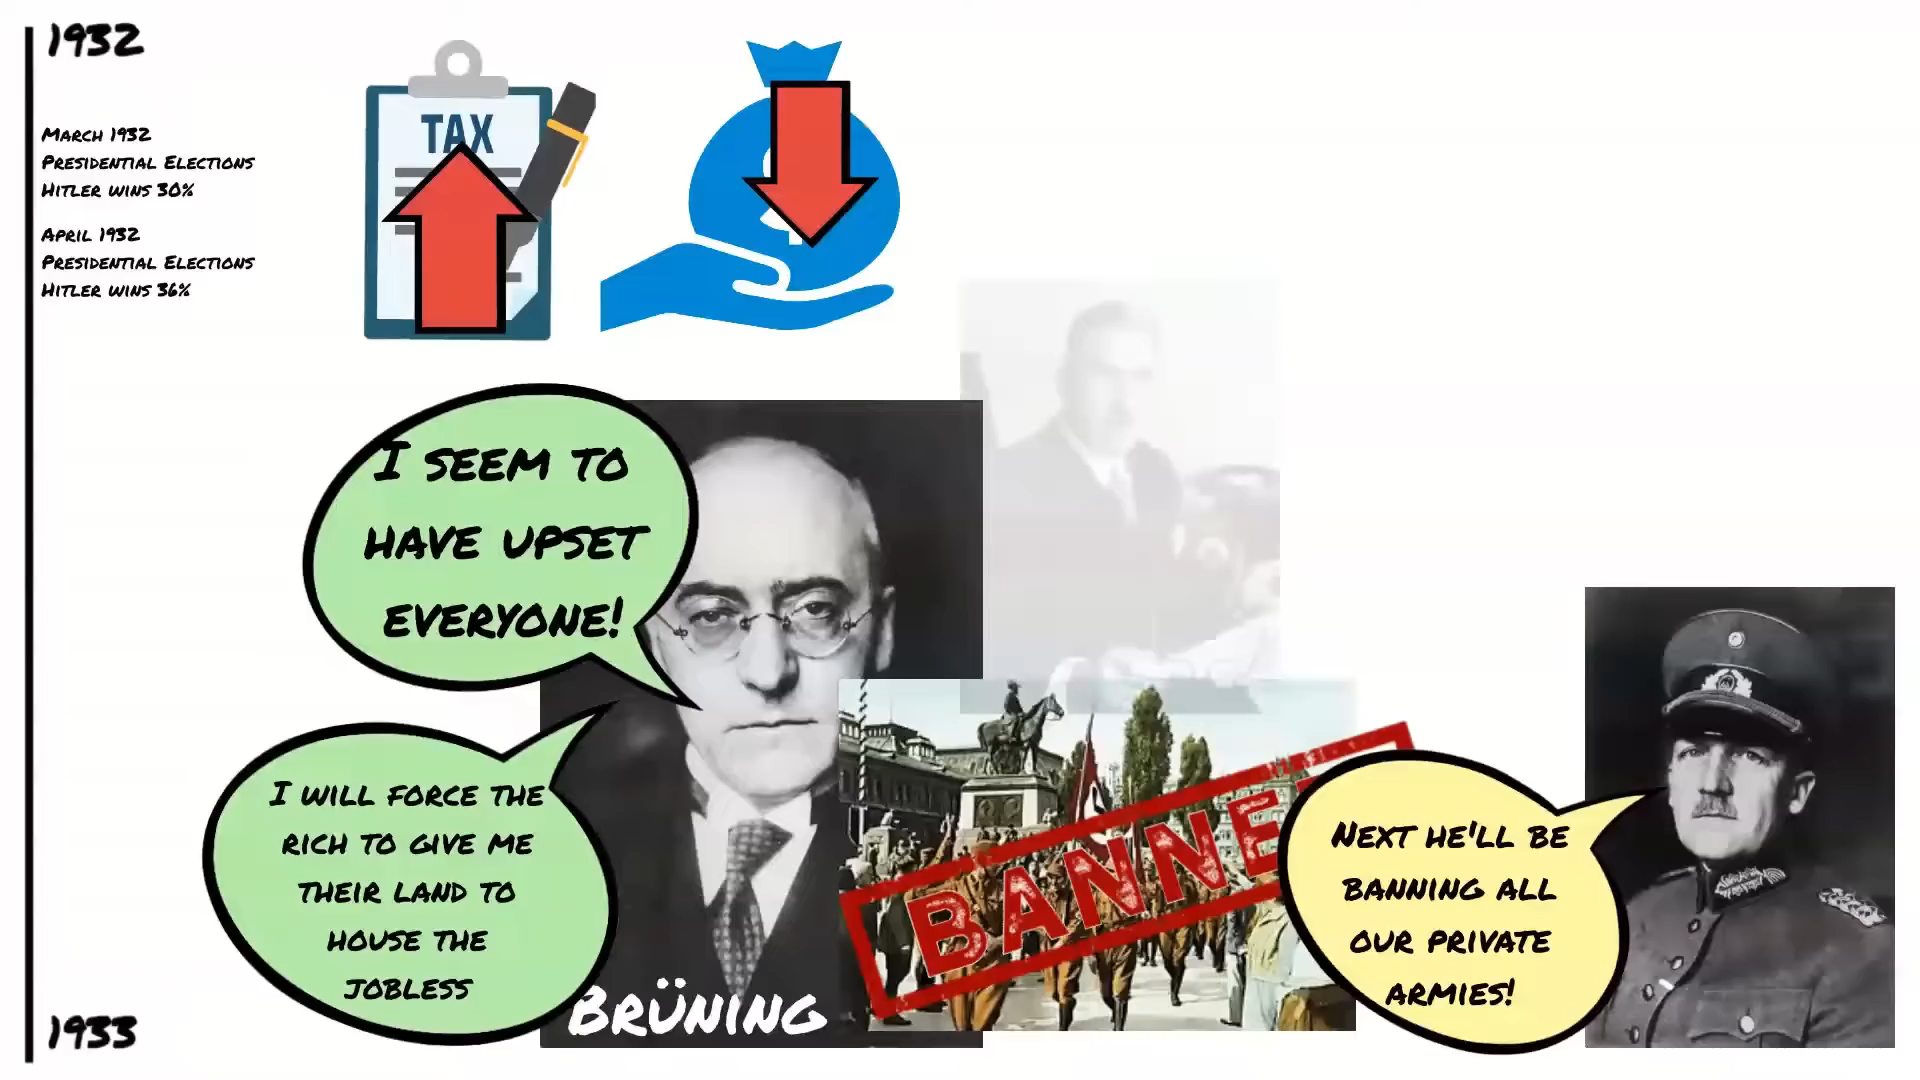 1932
March 1932
Presidential Elections
Hitler wins 30%
April 1932
Presidential Elections
Hitler wins 36%
TAX
I seem to
have upset
everyone!
I will force the
rich to give me
their land to
house the
jobless
Brüning
BANNE
Next he'll be
banning all
our private
armies!
1933